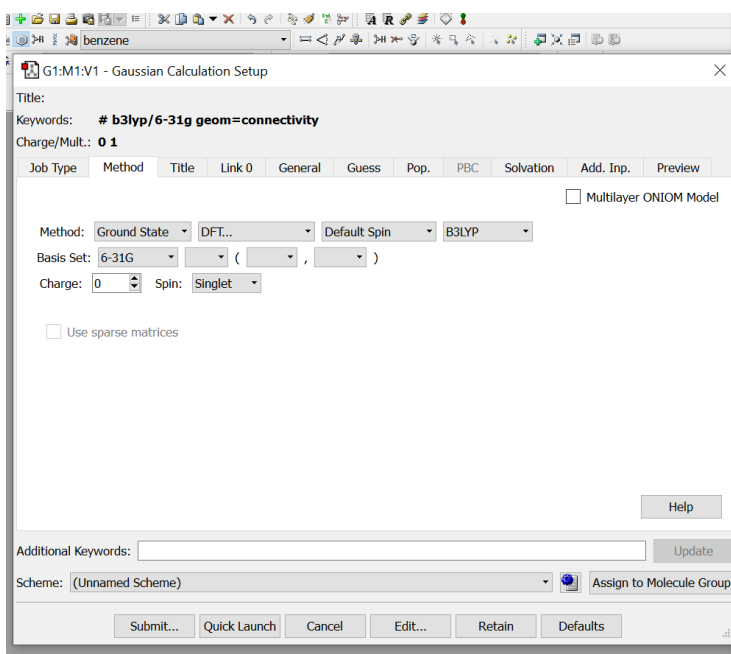 benzene
G1:M1:V1 - Gaussian Calculation Setup
Title:
Keywords: # b3lyp/6-31g geom=connectivity
Charge/Mult.: 0 1
Job Type Method Title Link 0 General Guess Pop. PBC Solvation Add. Inp. Preview
Multilayer ONIOM Model
Method: Ground State DFT... Default Spin B3LYP
Basis Set: 6-31G ( , )
Charge: 0 Spin: Singlet
Use sparse matrices
Help
Additional Keywords: Update
Scheme: (Unnamed Scheme) Assign to Molecule Group
Submit... Quick Launch Cancel Edit... Retain Defaults